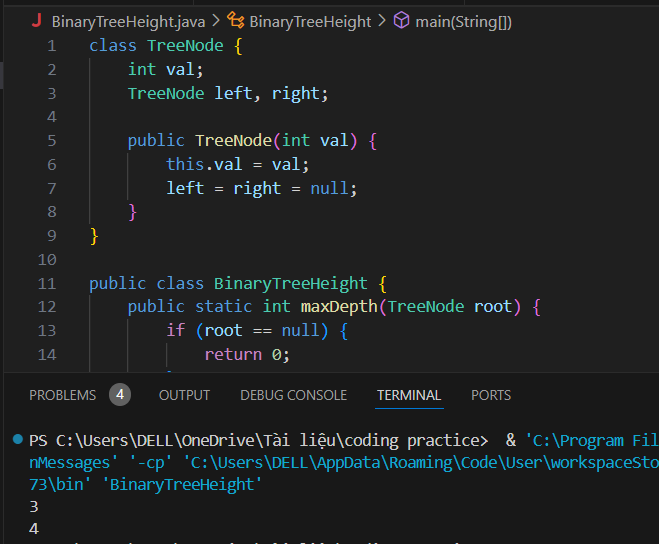 J BinaryTreeHeight.java > BinaryTreeHeight > main(String[])
1 class TreeNode {
2 int val;
3 TreeNode left, right;
4
5 public TreeNode(int val) {
6 this.val = val;
7 left = right = null;
8 }
9 }
10
11 public class BinaryTreeHeight {
12 public static int maxDepth(TreeNode root) {
13 if (root == null) {
14 return 0;
PROBLEMS 4 OUTPUT DEBUG CONSOLE TERMINAL PORTS
PS C:\Users\DELL\OneDrive\Tài liệu\coding practice> & 'C:\Program Fil
nMessages' '-cp' 'C:\Users\DELL\AppData\Roaming\Code\User\workspaceSto
73\bin' 'BinaryTreeHeight'
3
4